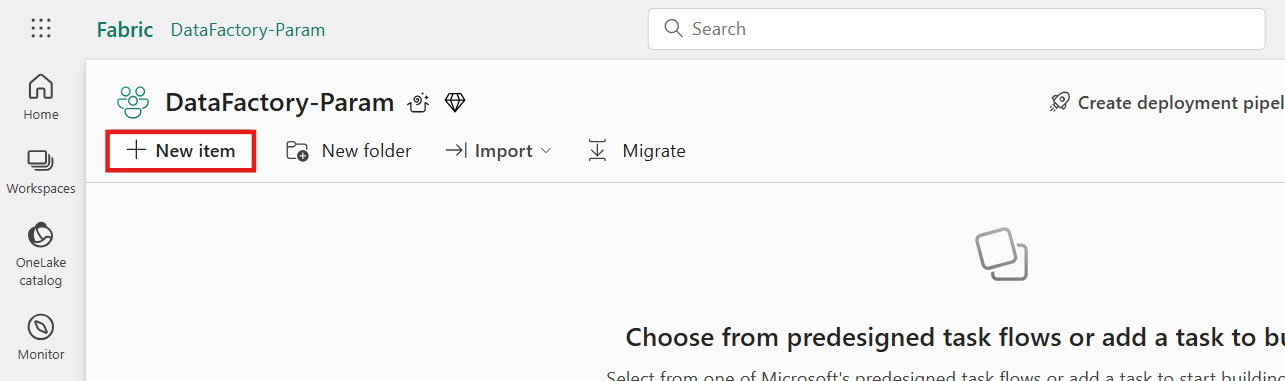 Fabric DataFactory-Param Search
Home
DataFactory-Param Create deployment pipel
New item New folder Import Migrate
Workspaces
OneLake
catalog
Monitor
Choose from predesigned task flows or add a task to bu
Select from one of Microsoft's predesigned task flows or add a task to start building